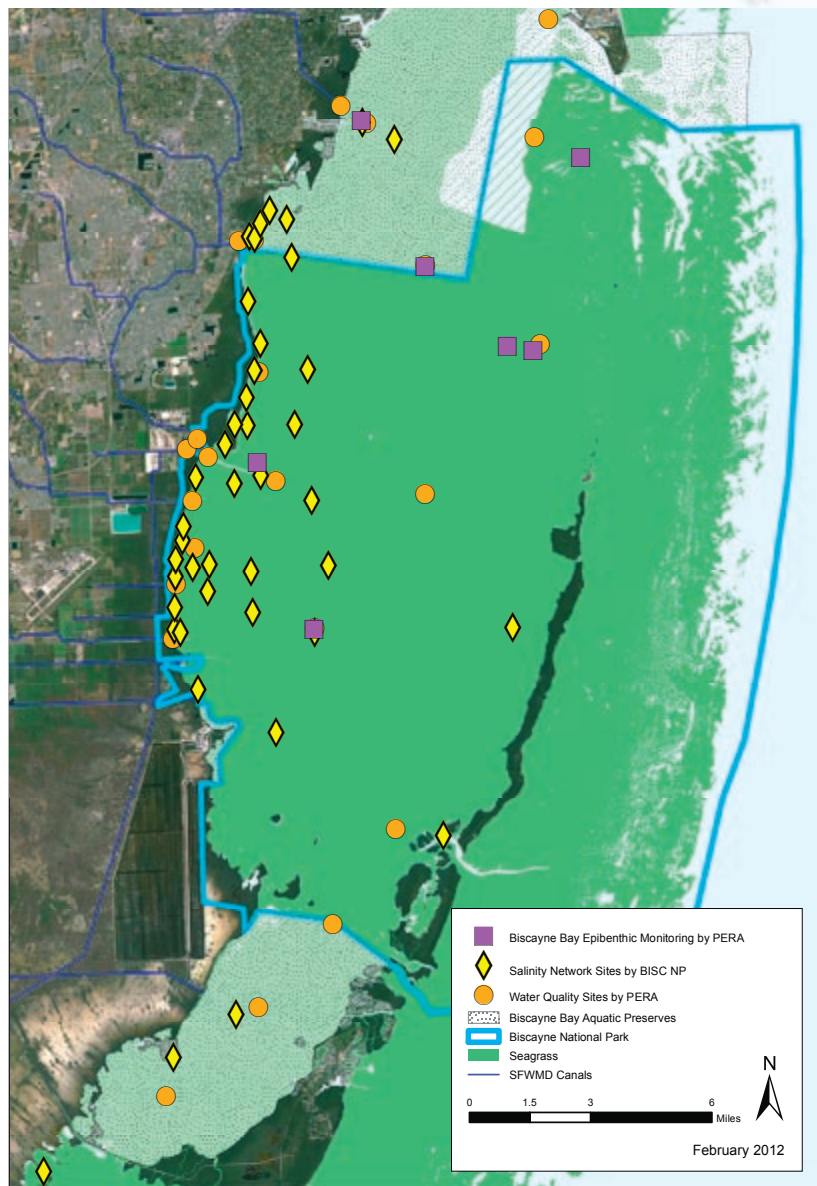 Biscayne Bay Epibenthic Monitoring by PERA
Salinity Network Sites by BISC NP
Water Quality Sites by PERA
Biscayne Bay Aquatic Preserves
Biscayne National Park
Seagrass
SFWMD Canals
N
0 1.5 3 6
Miles
February 2012